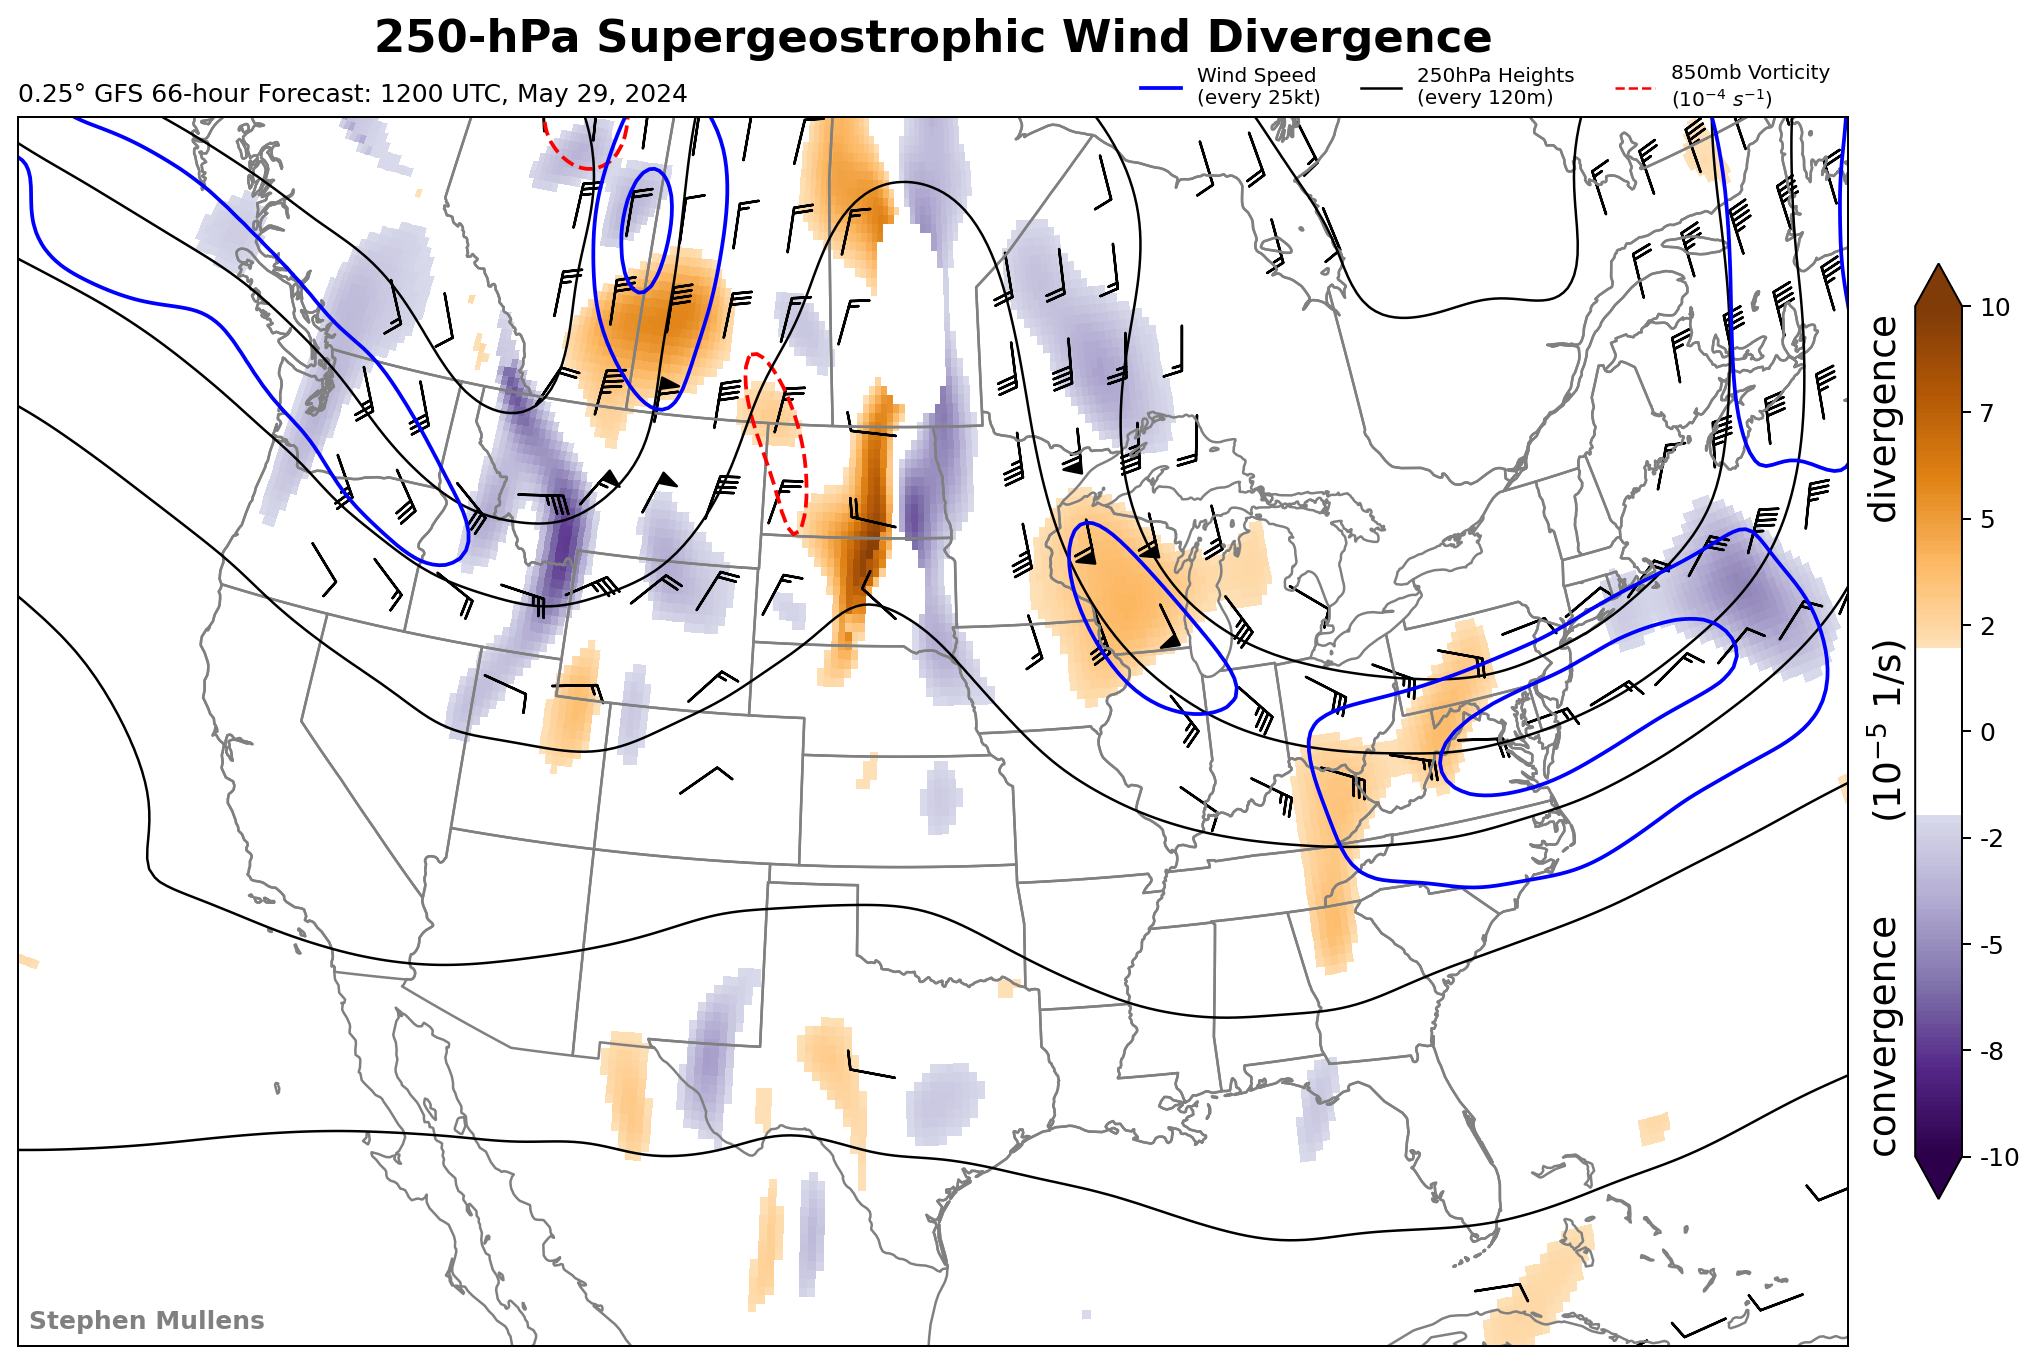 250-hPa Supergeostrophic Wind Divergence
0.25° GFS 66-hour Forecast: 1200 UTC, May 29, 2024
Wind Speed
(every 25kt)
250hPa Heights
(every 120m)
850mb Vorticity
(10⁻⁴ s⁻¹)
10
7
5
2
0
-2
-5
-8
-10
convergence (10⁻⁵ 1/s) divergence
Stephen Mullens